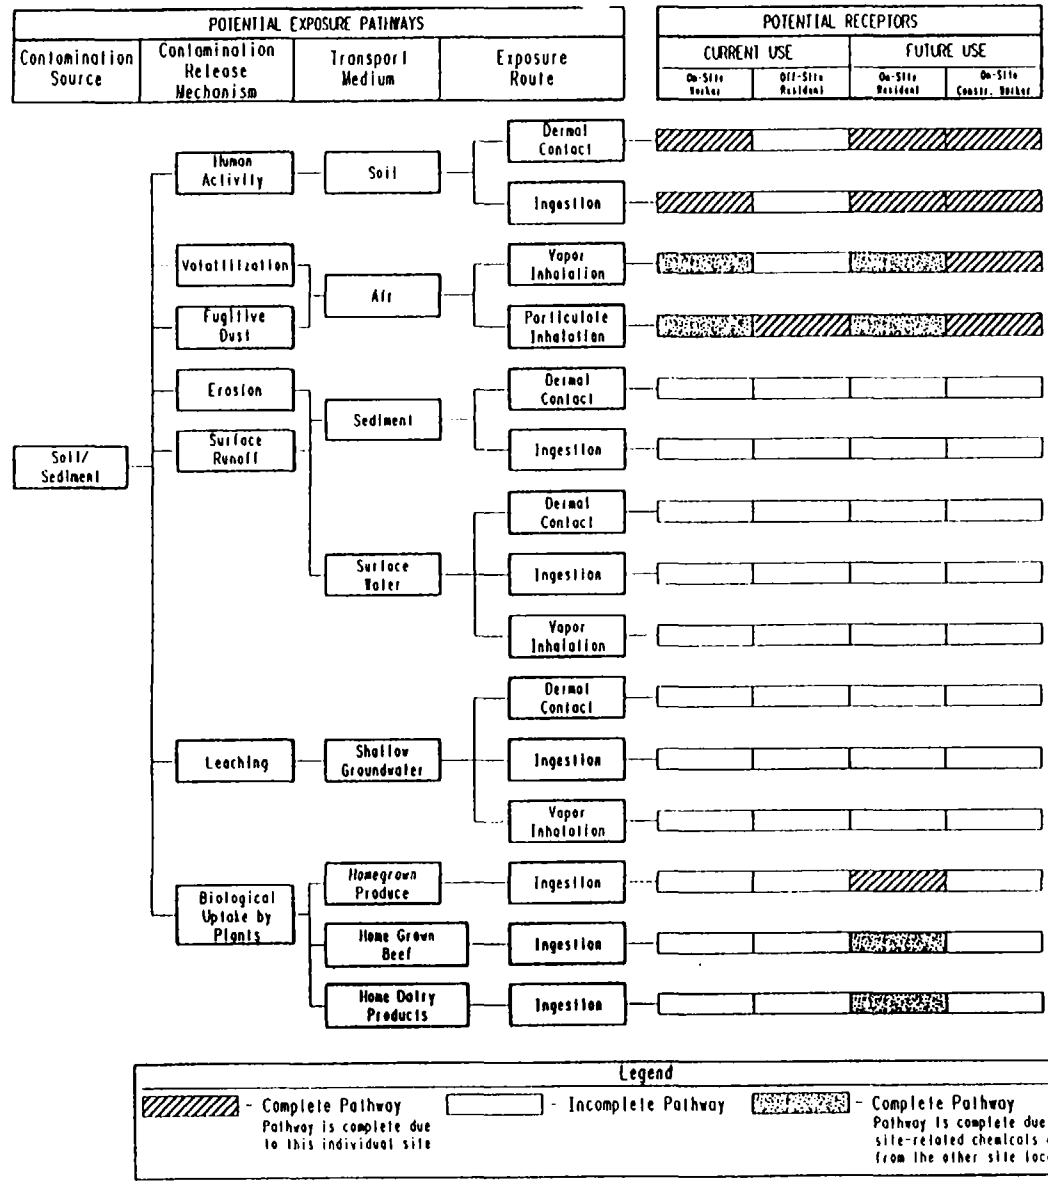 POTENTIAL EXPOSURE PATHWAYS
Contamination
Source
Contamination
Release
Mechanism
Transport
Medium
Exposure
Route
POTENTIAL RECEPTORS
CURRENT USE
FUTURE USE
On-Site
Worker
Off-Site
Resident
On-Site
Resident
On-Site
Constr. Worker
Soil/
Sediment
Human
Activity
Soil
Dermal
Contact
Ingestion
Volatilization
Fugitive
Dust
Air
Vapor
Inhalation
Particulate
Inhalation
Erosion
Surface
Runoff
Sediment
Dermal
Contact
Ingestion
Surface
Water
Dermal
Contact
Ingestion
Vapor
Inhalation
Leaching
Shallow
Groundwater
Dermal
Contact
Ingestion
Vapor
Inhalation
Biological
Uptake by
Plants
Homegrown
Produce
Ingestion
Home Grown
Beef
Ingestion
Home Dairy
Products
Ingestion
Legend
- Complete Pathway
Pathway is complete due
to this individual site
- Incomplete Pathway
- Complete Pathway
Pathway is complete due
site-related chemicals
from the other site loc